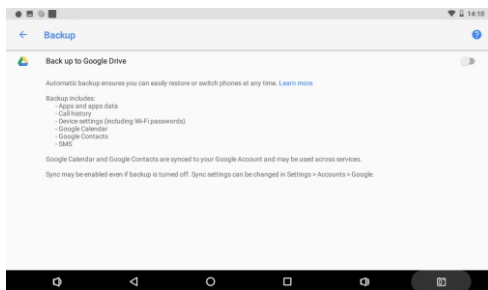 14:10
Backup
Back up to Google Drive
Automatic backup ensures you can easily restore or switch phones at any time. Learn more
Backup includes:
- Apps and apps data
- Call history
- Device settings (including Wi-Fi passwords)
- Google Calendar
- Google Contacts
- SMS
Google Calendar and Google Contacts are synced to your Google Account and may be used across services.
Sync may be enabled even if backup is turned off. Sync settings can be changed in Settings > Accounts > Google.